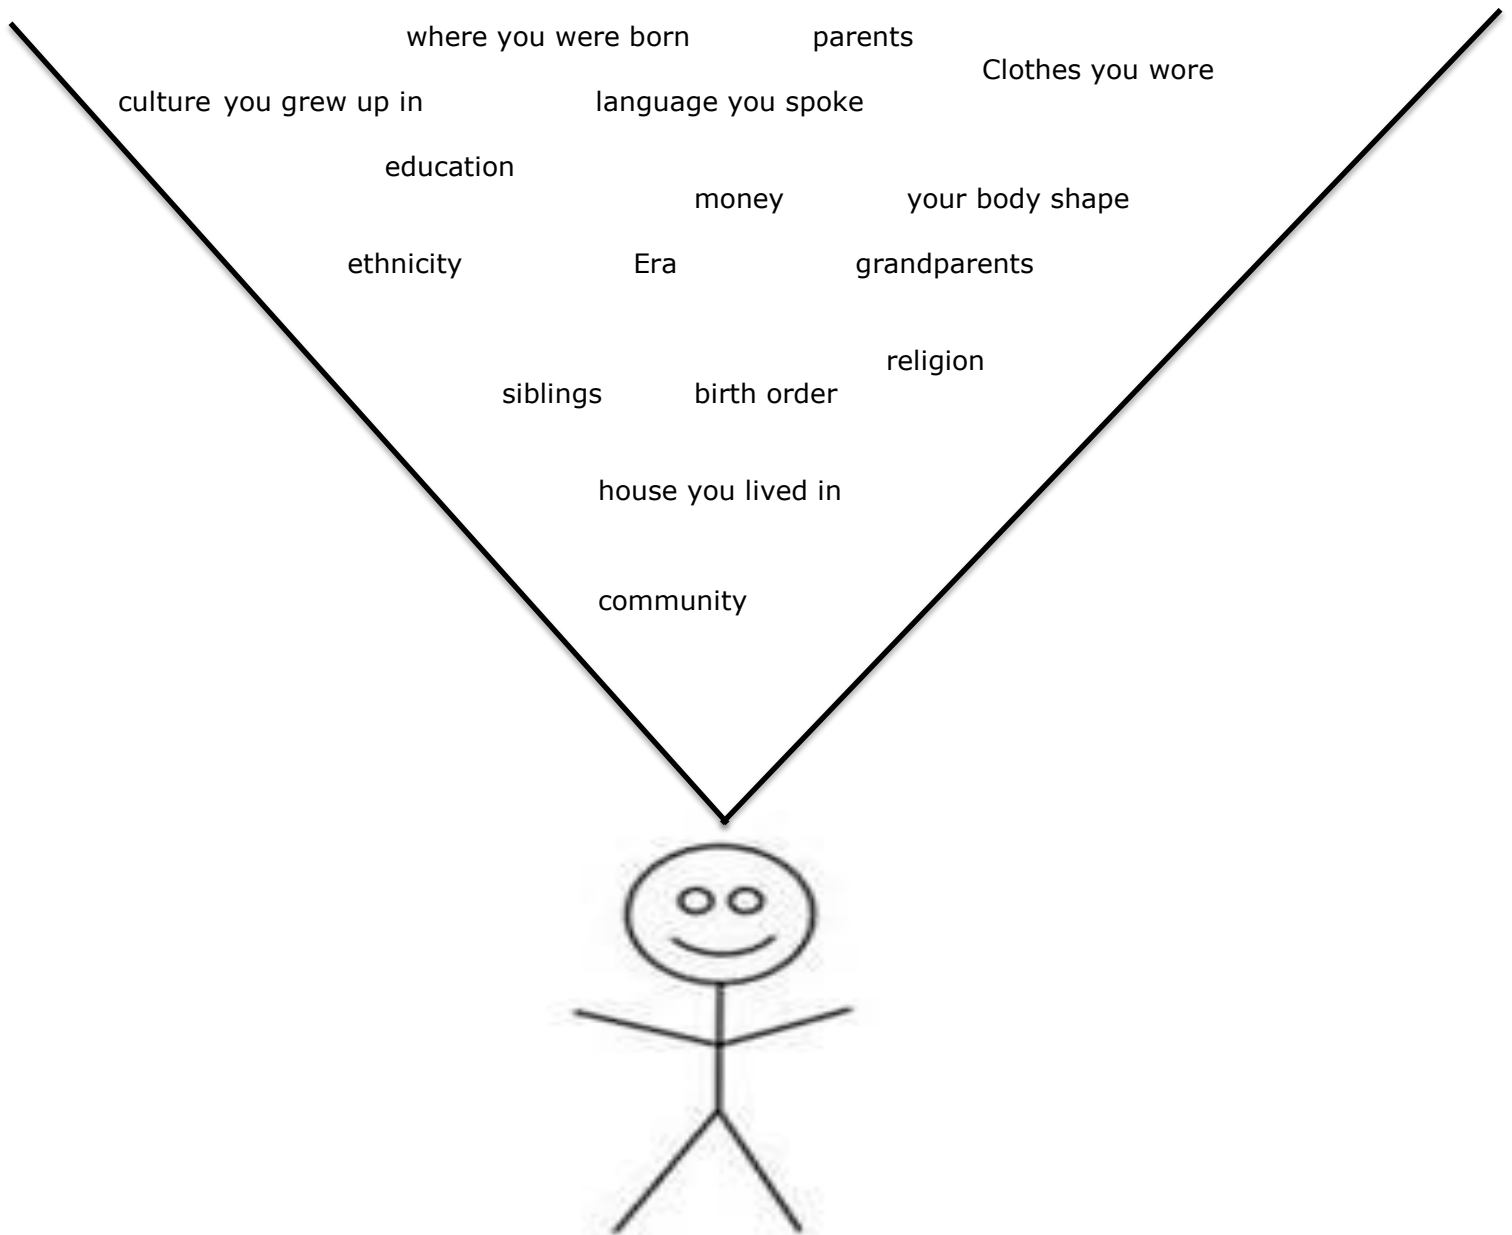 where you were born
parents
Clothes you wore
culture you grew up in
language you spoke
education
money
your body shape
ethnicity
Era
grandparents
religion
siblings
birth order
house you lived in
community